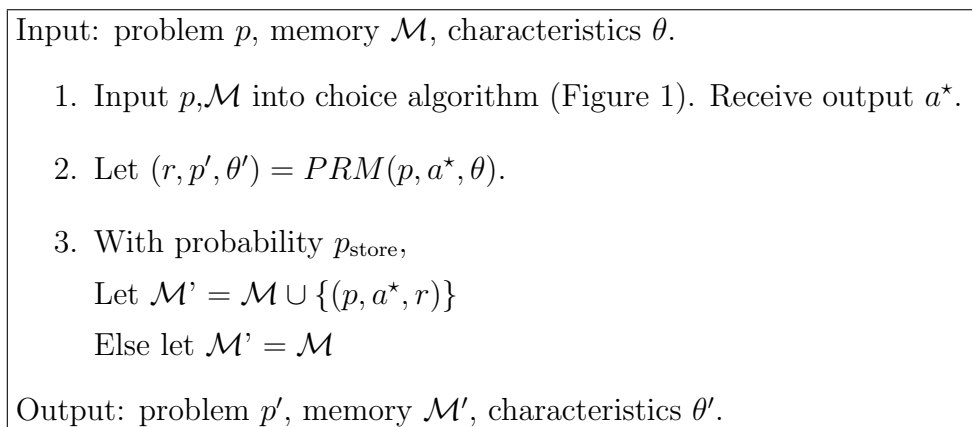 Input: problem p, memory ℳ, characteristics θ.
1. Input p,ℳ into choice algorithm (Figure 1). Receive output a⋆.
2. Let (r, p′, θ′) = PRM(p, a⋆, θ).
3. With probability p_store,
Let ℳ’ = ℳ ∪ {(p, a⋆, r)}
Else let ℳ’ = ℳ
Output: problem p′, memory ℳ′, characteristics θ′.